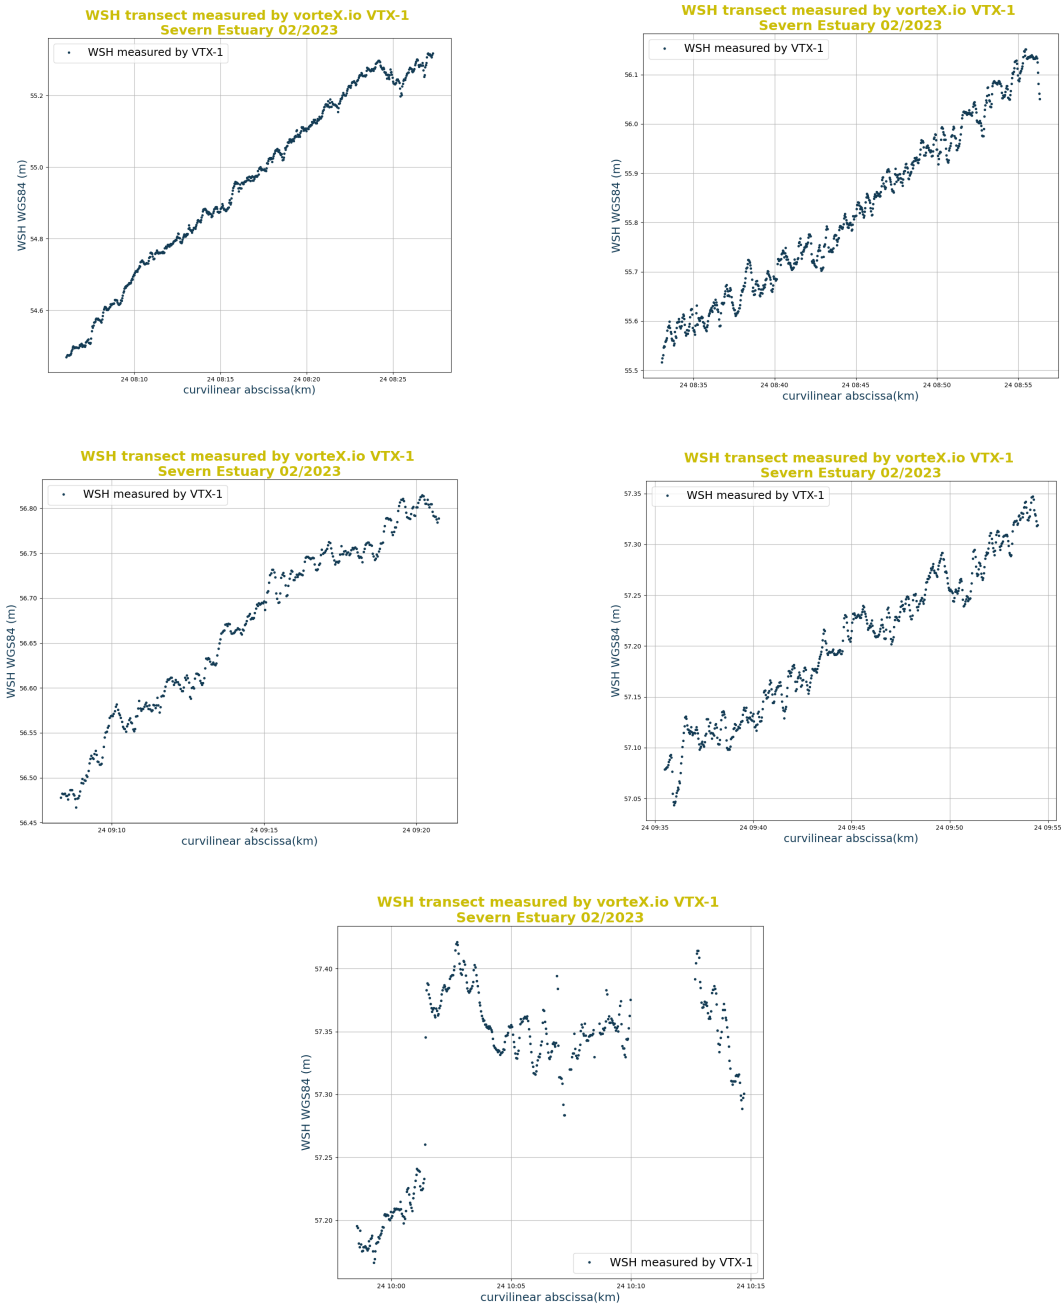 WSH transect measured by vorteX.io VTX-1
Severn Estuary 02/2023
WSH measured by VTX-1
WSH WGS84 (m)
55.2
55.0
54.8
54.6
24 08:10
24 08:15
24 08:20
24 08:25
curvilinear abscissa(km)
WSH transect measured by vorteX.io VTX-1
Severn Estuary 02/2023
WSH measured by VTX-1
WSH WGS84 (m)
56.1
56.0
55.9
55.8
55.7
55.6
55.5
24 08:35
24 08:40
24 08:45
24 08:50
24 08:55
curvilinear abscissa(km)
WSH transect measured by vorteX.io VTX-1
Severn Estuary 02/2023
WSH measured by VTX-1
WSH WGS84 (m)
56.80
56.75
56.70
56.65
56.60
56.55
56.50
56.45
24 09:10
24 09:15
24 09:20
curvilinear abscissa(km)
WSH transect measured by vorteX.io VTX-1
Severn Estuary 02/2023
WSH measured by VTX-1
WSH WGS84 (m)
57.35
57.30
57.25
57.20
57.15
57.10
57.05
24 09:35
24 09:40
24 09:45
24 09:50
24 09:55
curvilinear abscissa(km)
WSH transect measured by vorteX.io VTX-1
Severn Estuary 02/2023
WSH WGS84 (m)
57.40
57.35
57.30
57.25
57.20
WSH measured by VTX-1
24 10:00
24 10:05
24 10:10
24 10:15
curvilinear abscissa(km)